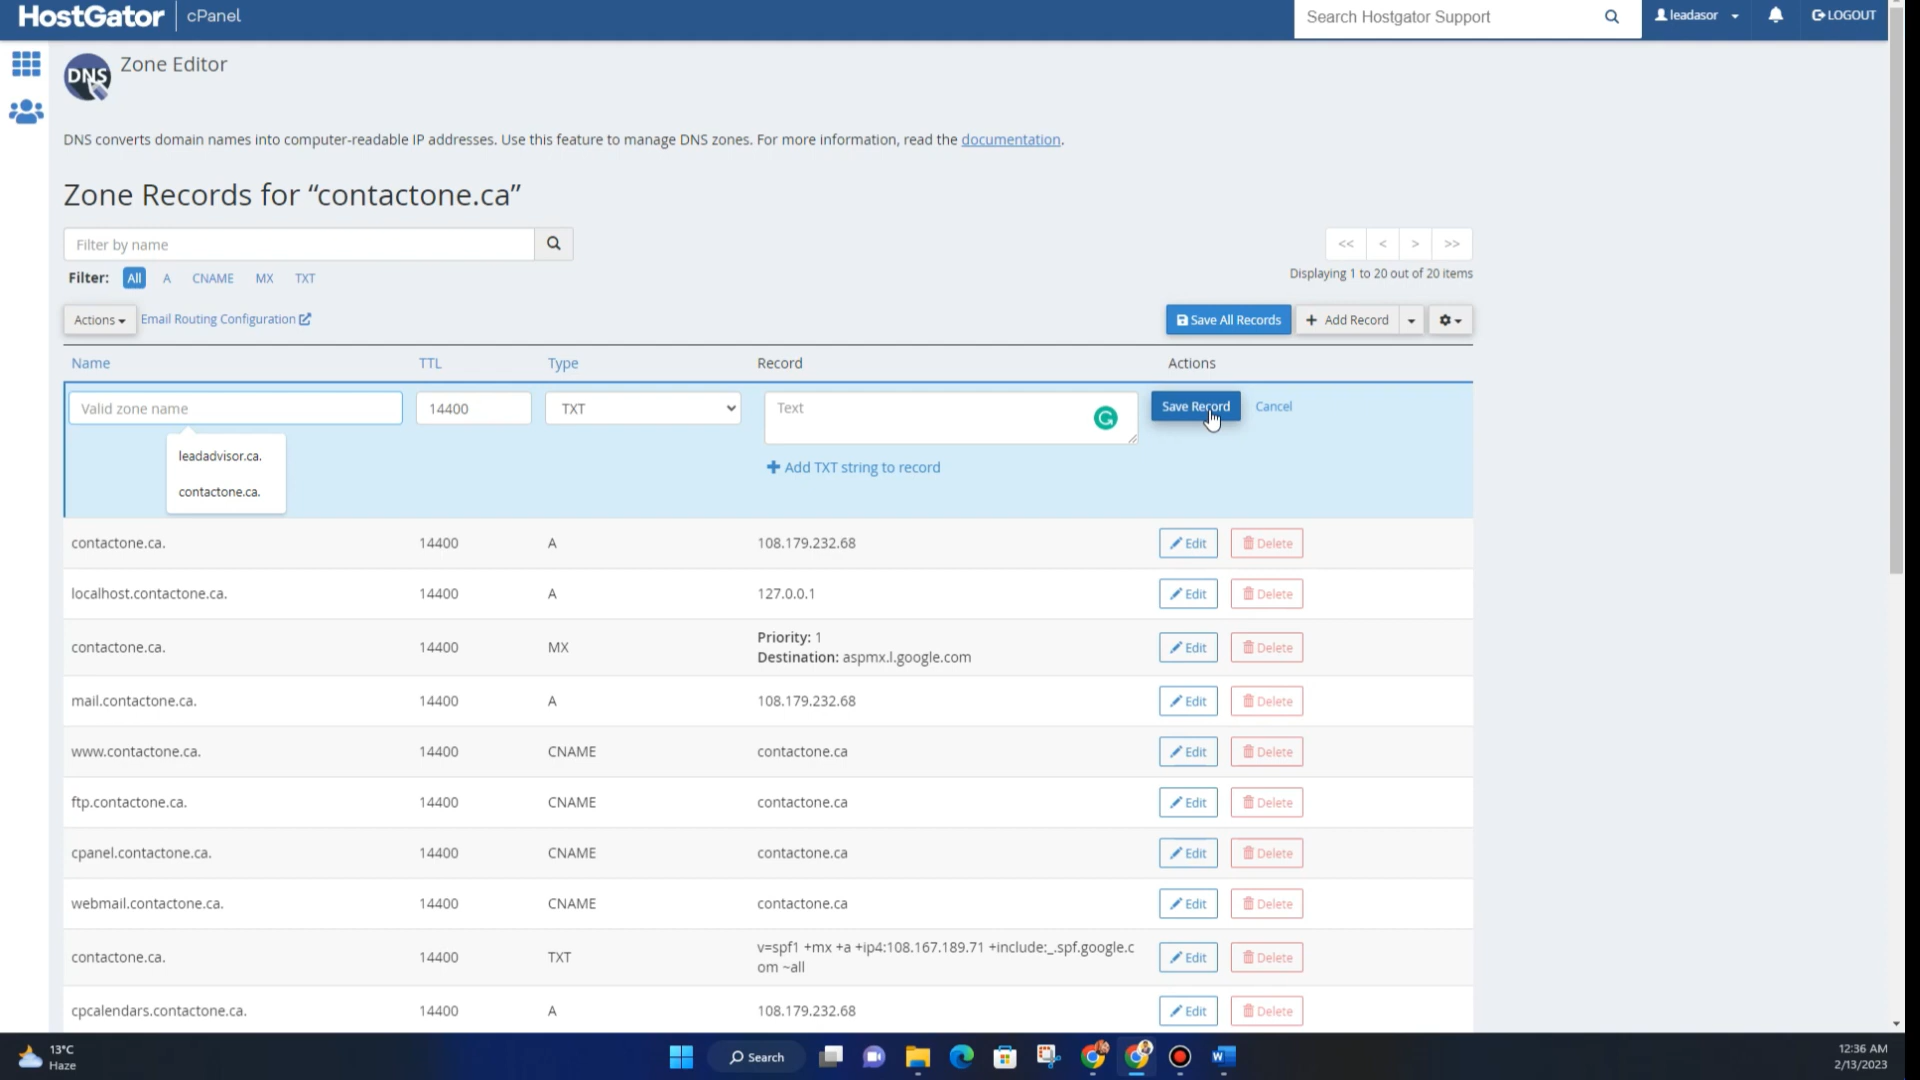 HostGator cPanel Search Hostgator Support leadasor LOGOUT
DNS Zone Editor
DNS converts domain names into computer-readable IP addresses. Use this feature to manage DNS zones. For more information, read the documentation.
Zone Records for “contactone.ca”
Filter by name << < > >>
Filter: All A CNAME MX TXT Displaying 1 to 20 out of 20 items
Actions Email Routing Configuration Save All Records + Add Record
Name TTL Type Record Actions
Valid zone name 14400 TXT Text Save Record Cancel
leadadvisor.ca.
+ Add TXT string to record
contactone.ca.
contactone.ca. 14400 A 108.179.232.68 Edit Delete
localhost.contactone.ca. 14400 A 127.0.0.1 Edit Delete
contactone.ca. 14400 MX Priority: 1 Edit Delete
Destination: aspmx.l.google.com
mail.contactone.ca. 14400 A 108.179.232.68 Edit Delete
www.contactone.ca. 14400 CNAME contactone.ca Edit Delete
ftp.contactone.ca. 14400 CNAME contactone.ca Edit Delete
cpanel.contactone.ca. 14400 CNAME contactone.ca Edit Delete
webmail.contactone.ca. 14400 CNAME contactone.ca Edit Delete
contactone.ca. 14400 TXT v=spf1 +mx +a +ip4:108.167.189.71 +include:_.spf.google.c Edit Delete
om ~all
cpcalendars.contactone.ca. 14400 A 108.179.232.68 Edit Delete
13°C Search 12:36 AM
Haze 2/13/2023